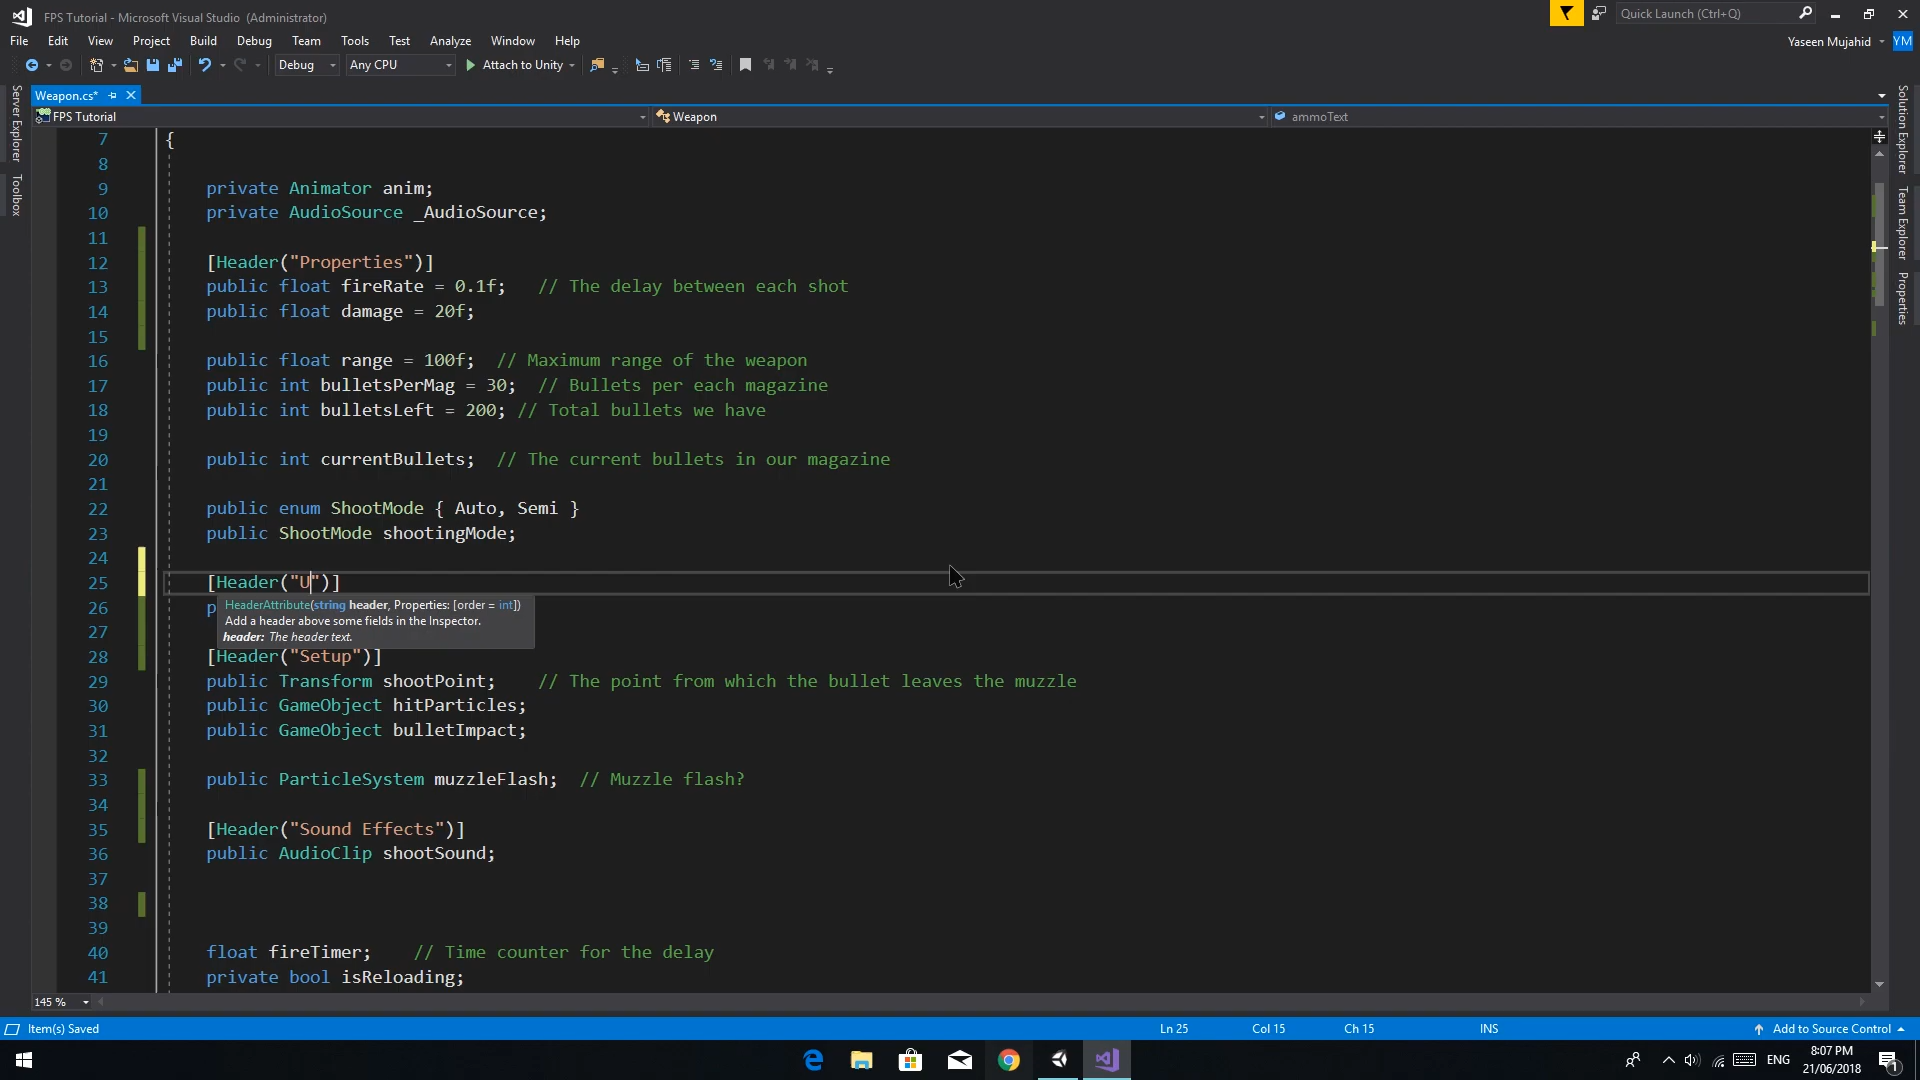 FPS Tutorial - Microsoft Visual Studio (Administrator)
Quick Launch (Ctrl+Q)
File Edit View Project Build Debug Team Tools Test Analyze Window Help
Yaseen Mujahid YM
Debug Any CPU Attach to Unity
Server Explorer
Toolbox
Weapon.cs*
FPS Tutorial Weapon ammoText
Solution Explorer
Team Explorer
Properties
7 {
8
9 private Animator anim;
10 private AudioSource _AudioSource;
11
12 [Header("Properties")]
13 public float fireRate = 0.1f; // The delay between each shot
14 public float damage = 20f;
15
16 public float range = 100f; // Maximum range of the weapon
17 public int bulletsPerMag = 30; // Bullets per each magazine
18 public int bulletsLeft = 200; // Total bullets we have
19
20 public int currentBullets; // The current bullets in our magazine
21
22 public enum ShootMode { Auto, Semi }
23 public ShootMode shootingMode;
24
25 [Header("U")]
26 p
HeaderAttribute(string header, Properties: [order = int])
Add a header above some fields in the Inspector.
header: The header text.
27
28 [Header("Setup")]
29 public Transform shootPoint; // The point from which the bullet leaves the muzzle
30 public GameObject hitParticles;
31 public GameObject bulletImpact;
32
33 public ParticleSystem muzzleFlash; // Muzzle flash?
34
35 [Header("Sound Effects")]
36 public AudioClip shootSound;
37
38
39
40 float fireTimer; // Time counter for the delay
41 private bool isReloading;
145 %
Item(s) Saved Ln 25 Col 15 Ch 15 INS Add to Source Control
ENG 8:07 PM
21/06/2018
1